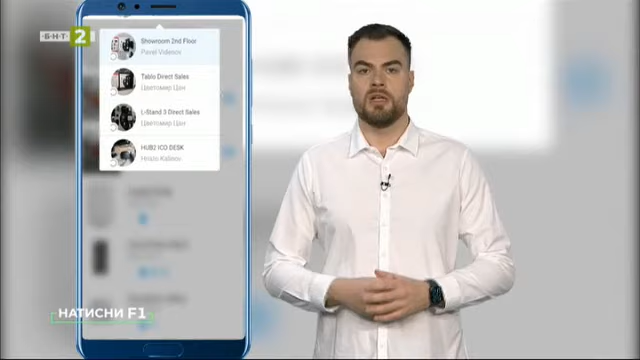 БНТ 2
Showroom 2nd Floor
Pavel Videnov
Tablo Direct Sales
Цветомир Цон
L-Stand 3 Direct Sales
Цветомир Цон
HUB2 ICO DESK
Hristo Kalinov
НАТИСНИ F1